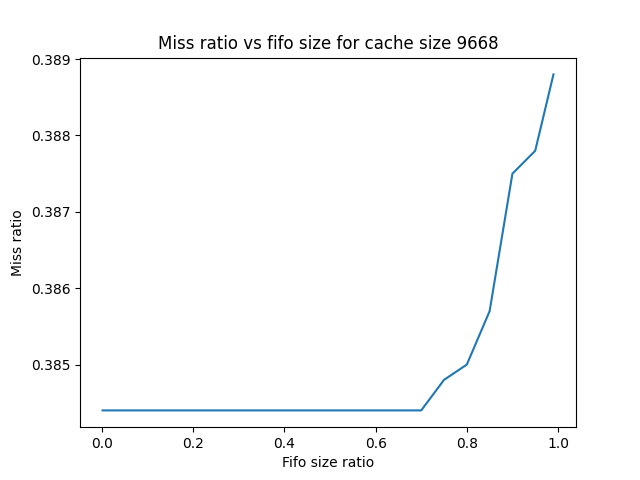 Miss ratio vs fifo size for cache size 9668
0.389
0.388
0.387
0.386
0.385
Miss ratio
0.0 0.2 0.4 0.6 0.8 1.0
Fifo size ratio